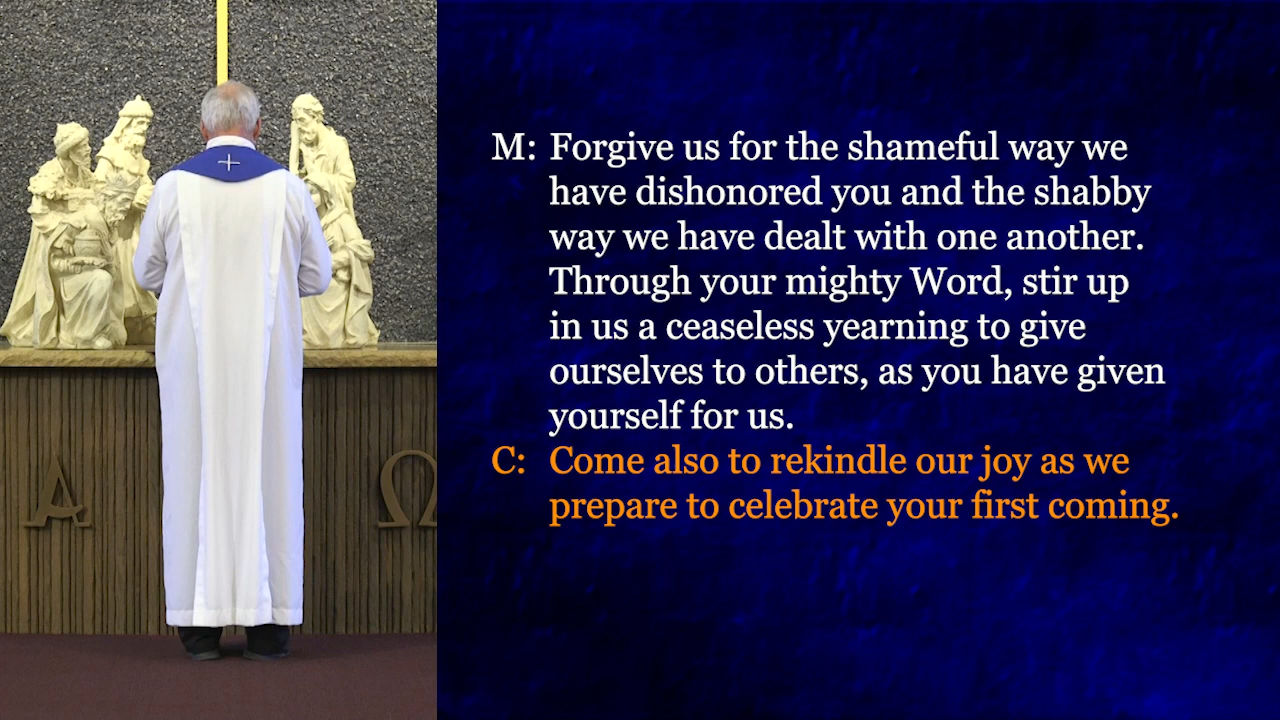 M: Forgive us for the shameful way we
have dishonored you and the shabby
way we have dealt with one another.
Through your mighty Word, stir up
in us a ceaseless yearning to give
ourselves to others, as you have given
yourself for us.
C: Come also to rekindle our joy as we
prepare to celebrate your first coming.
Α
Ω